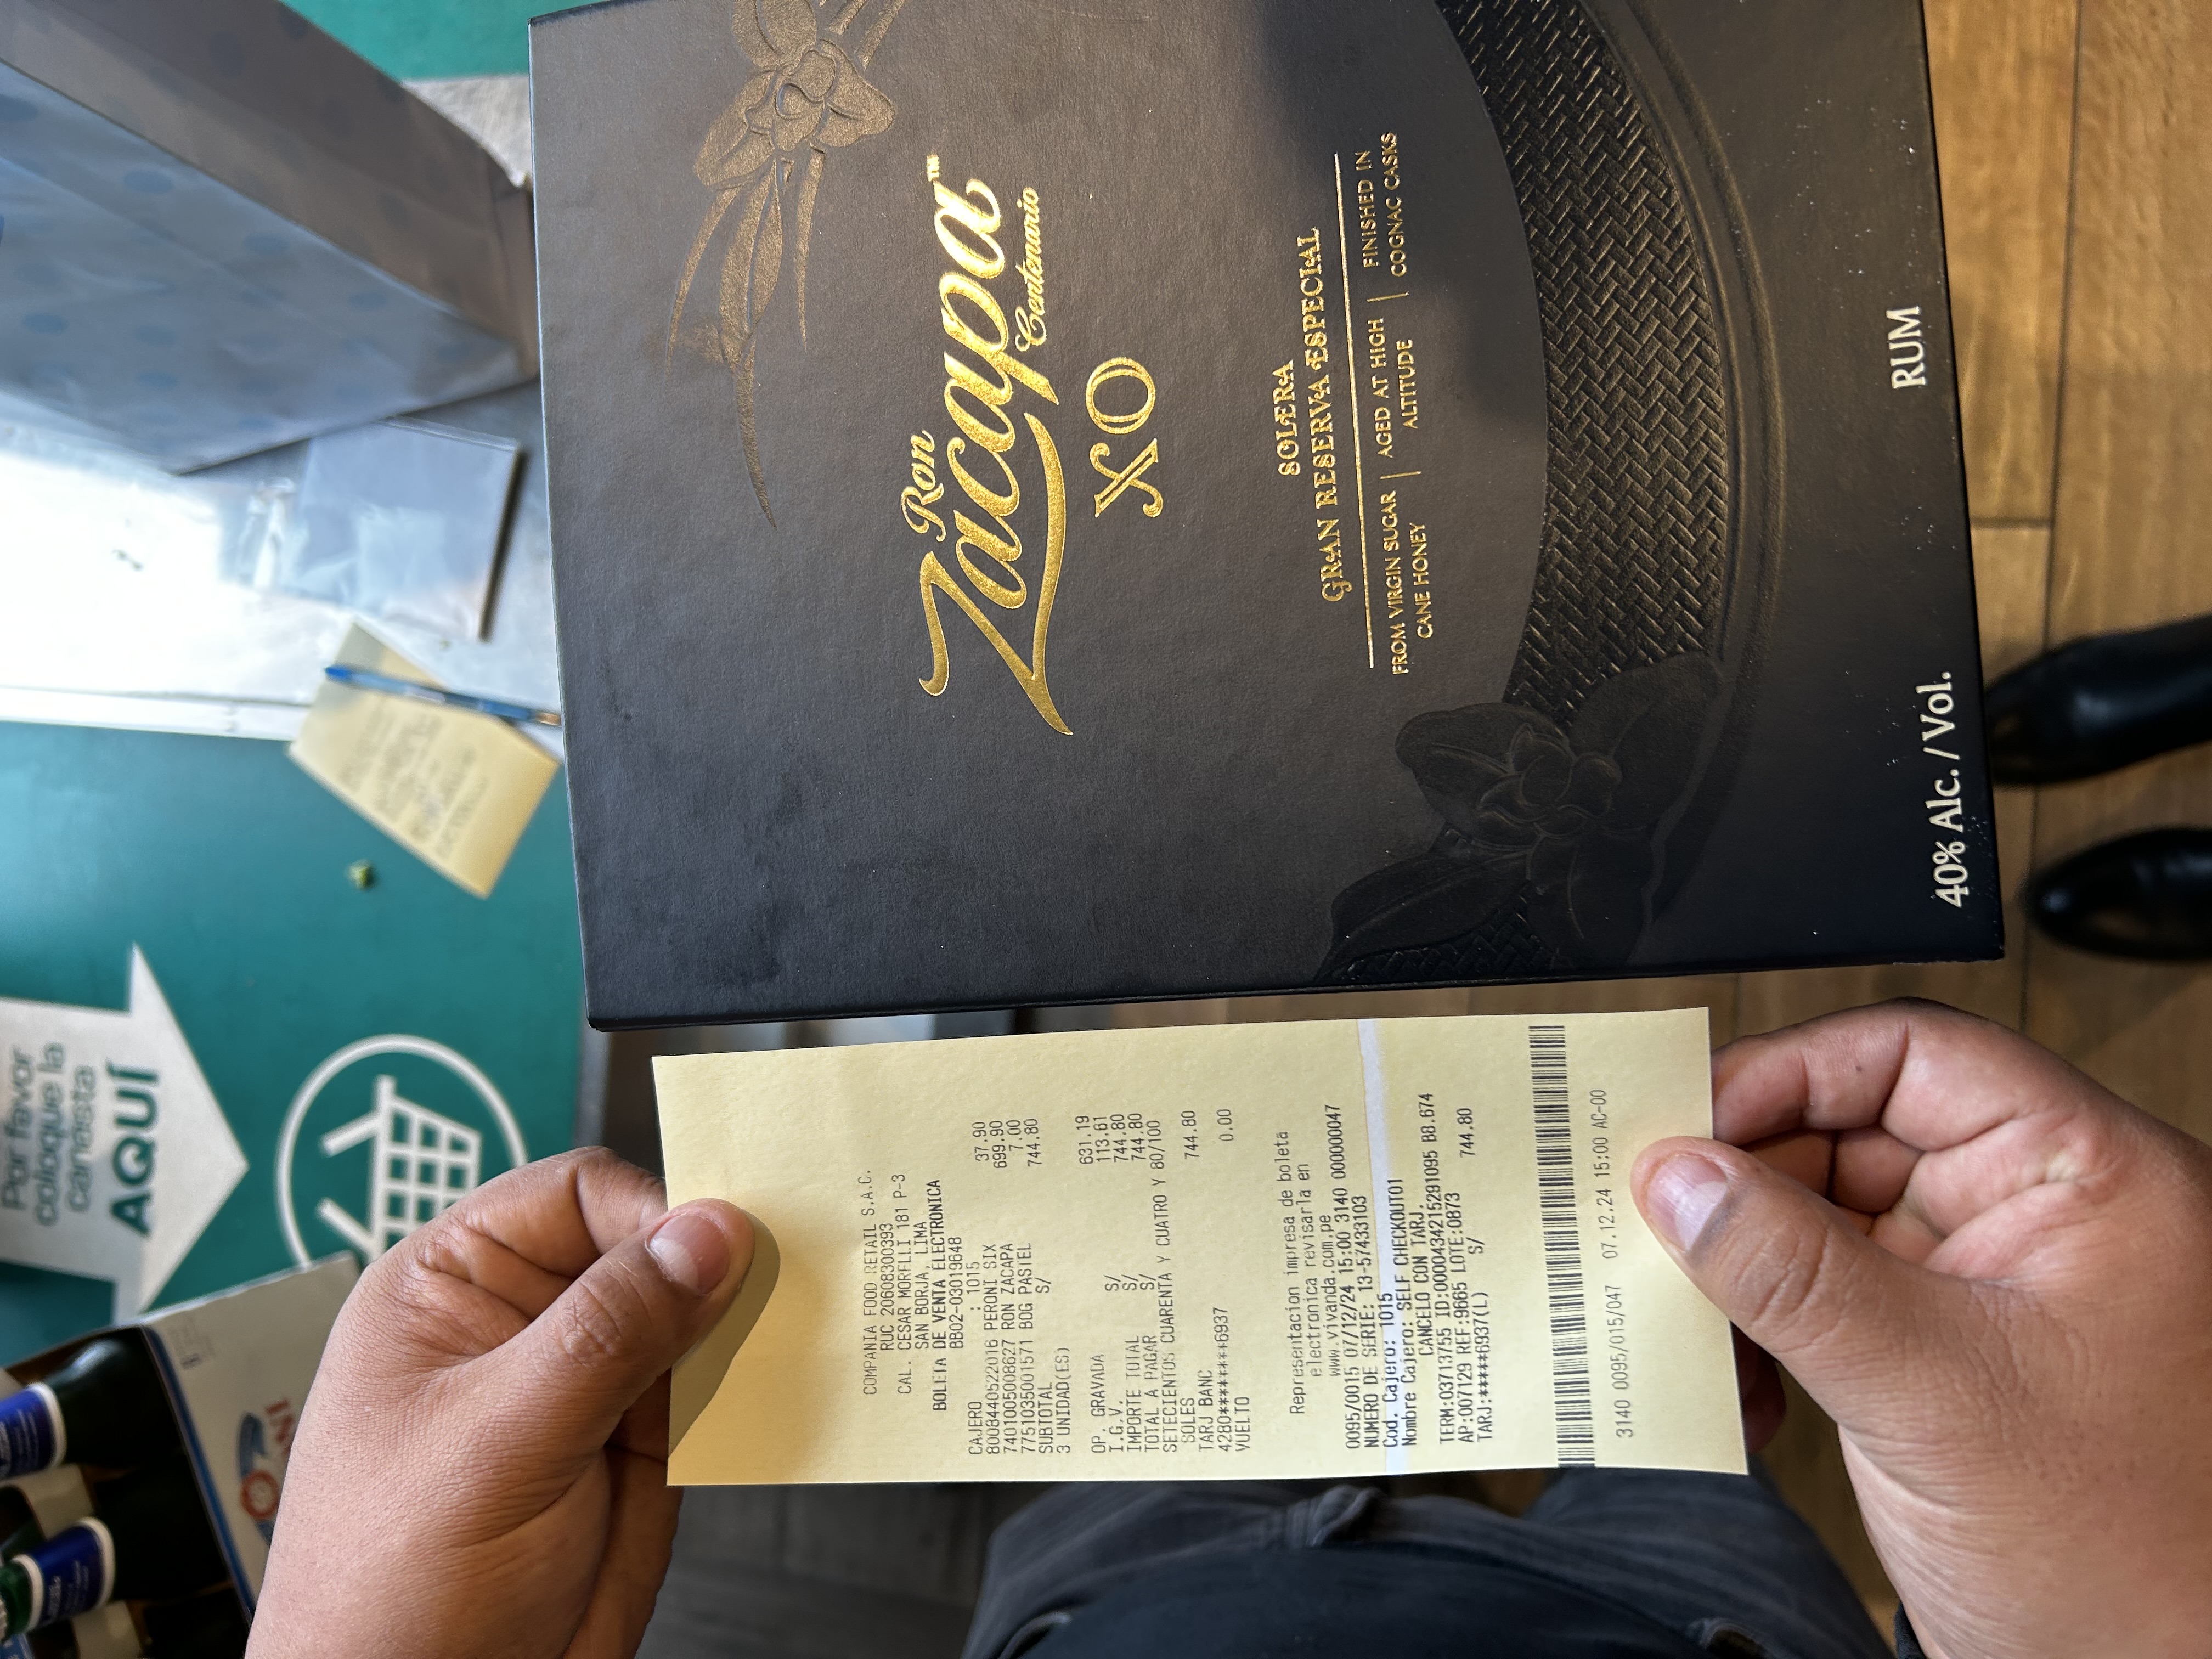 Ron
Zacapa™
Centenario
XO
SOLERA
GRAN RESERVA ESPECIAL
FROM VIRGIN SUGAR | AGED AT HIGH | FINISHED IN
CANE HONEY | ALTITUDE | COGNAC CASKS
40% Alc. / Vol.
RUM
Por favor
coloque la
canasta
AQUÍ
COMPANIA FOOD RETAIL S.A.C.
RUC 20608300393
CAL. CESAR MORELLI 181 P-3
SAN BORJA, LIMA
BOLETA DE VENTA ELECTRONICA
BB02-03019648
CAJERO : 1015
8008440522016 PERONI SIX 37.90
7401005008627 RON ZACAPA 699.90
7751035001571 BOG PASTEL 7.00
SUBTOTAL S/ 744.80
3 UNIDAD(ES)
OP. GRAVADA S/ 631.19
I.G.V. S/ 113.61
IMPORTE TOTAL S/ 744.80
TOTAL A PAGAR S/ 744.80
SETECIENTOS CUARENTA Y CUATRO Y 80/100
SOLES
TARJ BANC 744.80
4280********6937
VUELTO 0.00
Representacion impresa de boleta
electronica revisarla en
www.vivanda.com.pe
0095/0015 07/12/24 15:00 3140 000000047
NUMERO DE SERIE: 13-57433103
Cod. Cajero: 1015
Nombre Cajero: SELF CHECKOUT01
CANCELO CON TARJ.
TERM:03713755 ID:000043421529 1095 B8.674
AP:007129 REF:9665 LOTE:0873
TARJ:*****6937(L) S/ 744.80
3140 0095/015/047 07.12.24 15:00 AC-00